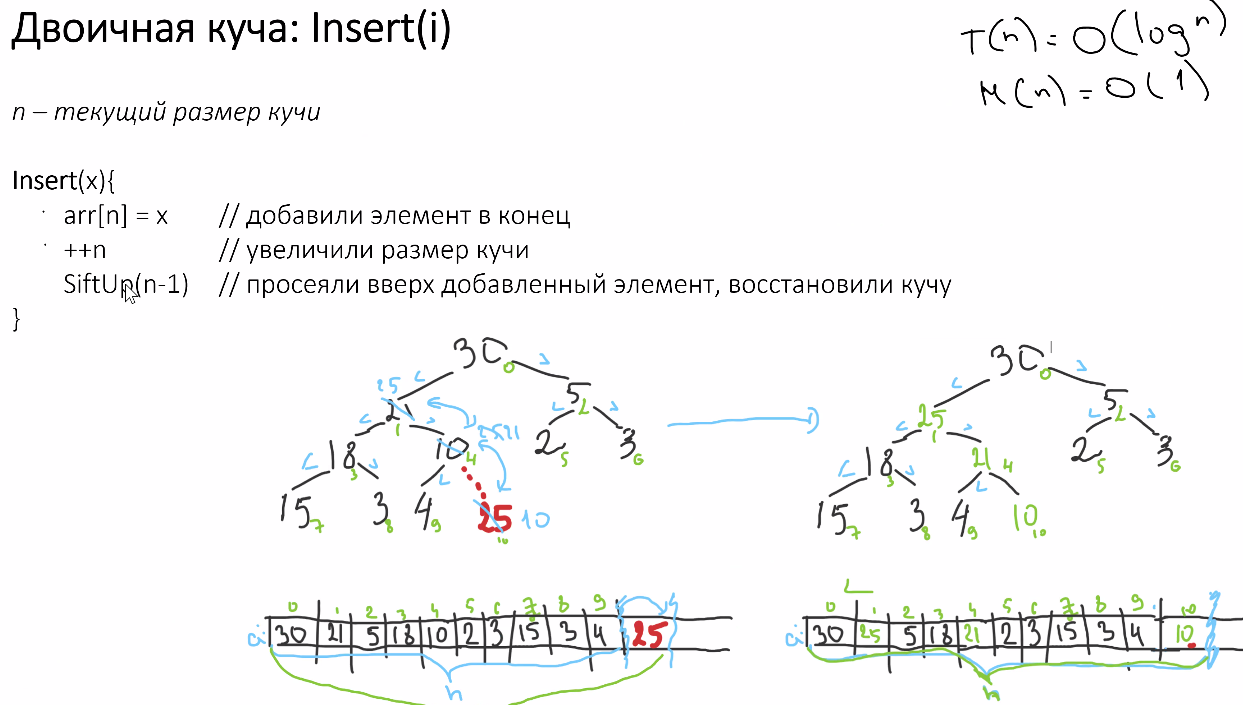 Двоичная куча: Insert(i)
T(n) = O(log n)
M(n) = O(1)
n – текущий размер кучи
Insert(x){
arr[n] = x // добавили элемент в конец
++n // увеличили размер кучи
SiftUp(n-1) // просеяли вверх добавленный элемент, восстановили кучу
}
30 0
25 21 1 5 2
18 3 10 4 25 21 2 5 3 6
15 7 3 8 4 9 25 10 10
30 0
25 1 5 2
18 3 21 4 2 5 3 6
15 7 3 8 4 9 10 10
0 1 2 3 4 5 6 7 8 9
a: 30 21 5 18 10 2 3 15 3 4 25
n
0 1 2 3 4 5 6 7 8 9 10
a: 30 25 5 18 21 2 3 15 3 4 10
n